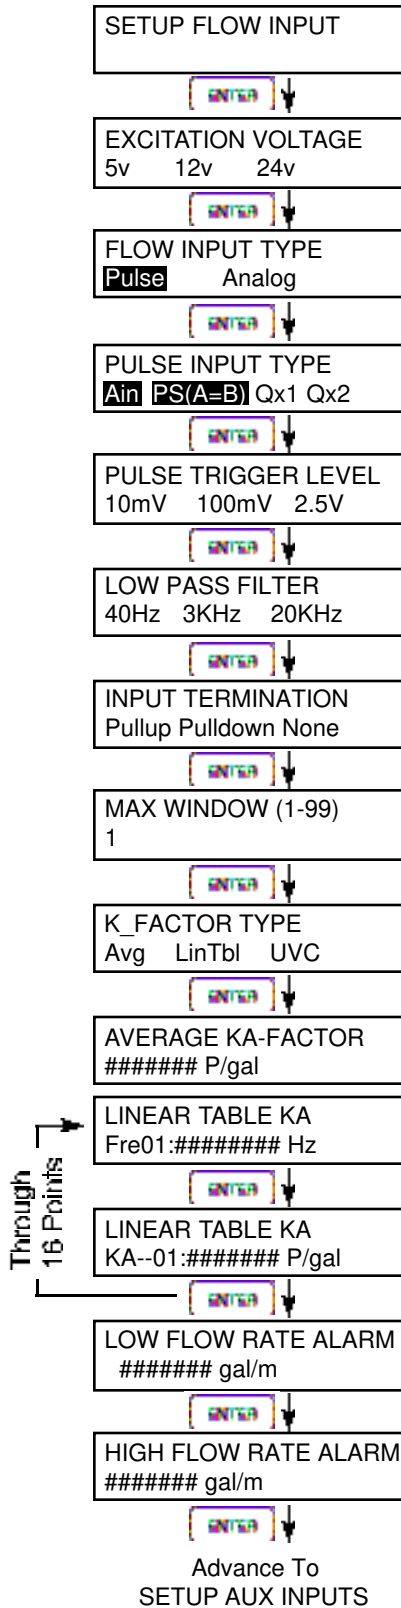 SETUP FLOW INPUT
ENTER
EXCITATION VOLTAGE
5v 12v 24v
ENTER
FLOW INPUT TYPE
Pulse Analog
ENTER
PULSE INPUT TYPE
Ain PS(A=B) Qx1 Qx2
ENTER
PULSE TRIGGER LEVEL
10mV 100mV 2.5V
ENTER
LOW PASS FILTER
40Hz 3KHz 20KHz
ENTER
INPUT TERMINATION
Pullup Pulldown None
ENTER
MAX WINDOW (1-99)
1
ENTER
K_FACTOR TYPE
Avg LinTbl UVC
ENTER
AVERAGE KA-FACTOR
####### P/gal
LINEAR TABLE KA
Fre01:######## Hz
ENTER
Through
16 Points
LINEAR TABLE KA
KA--01:####### P/gal
ENTER
LOW FLOW RATE ALARM
####### gal/m
ENTER
HIGH FLOW RATE ALARM
####### gal/m
ENTER
Advance To
SETUP AUX INPUTS